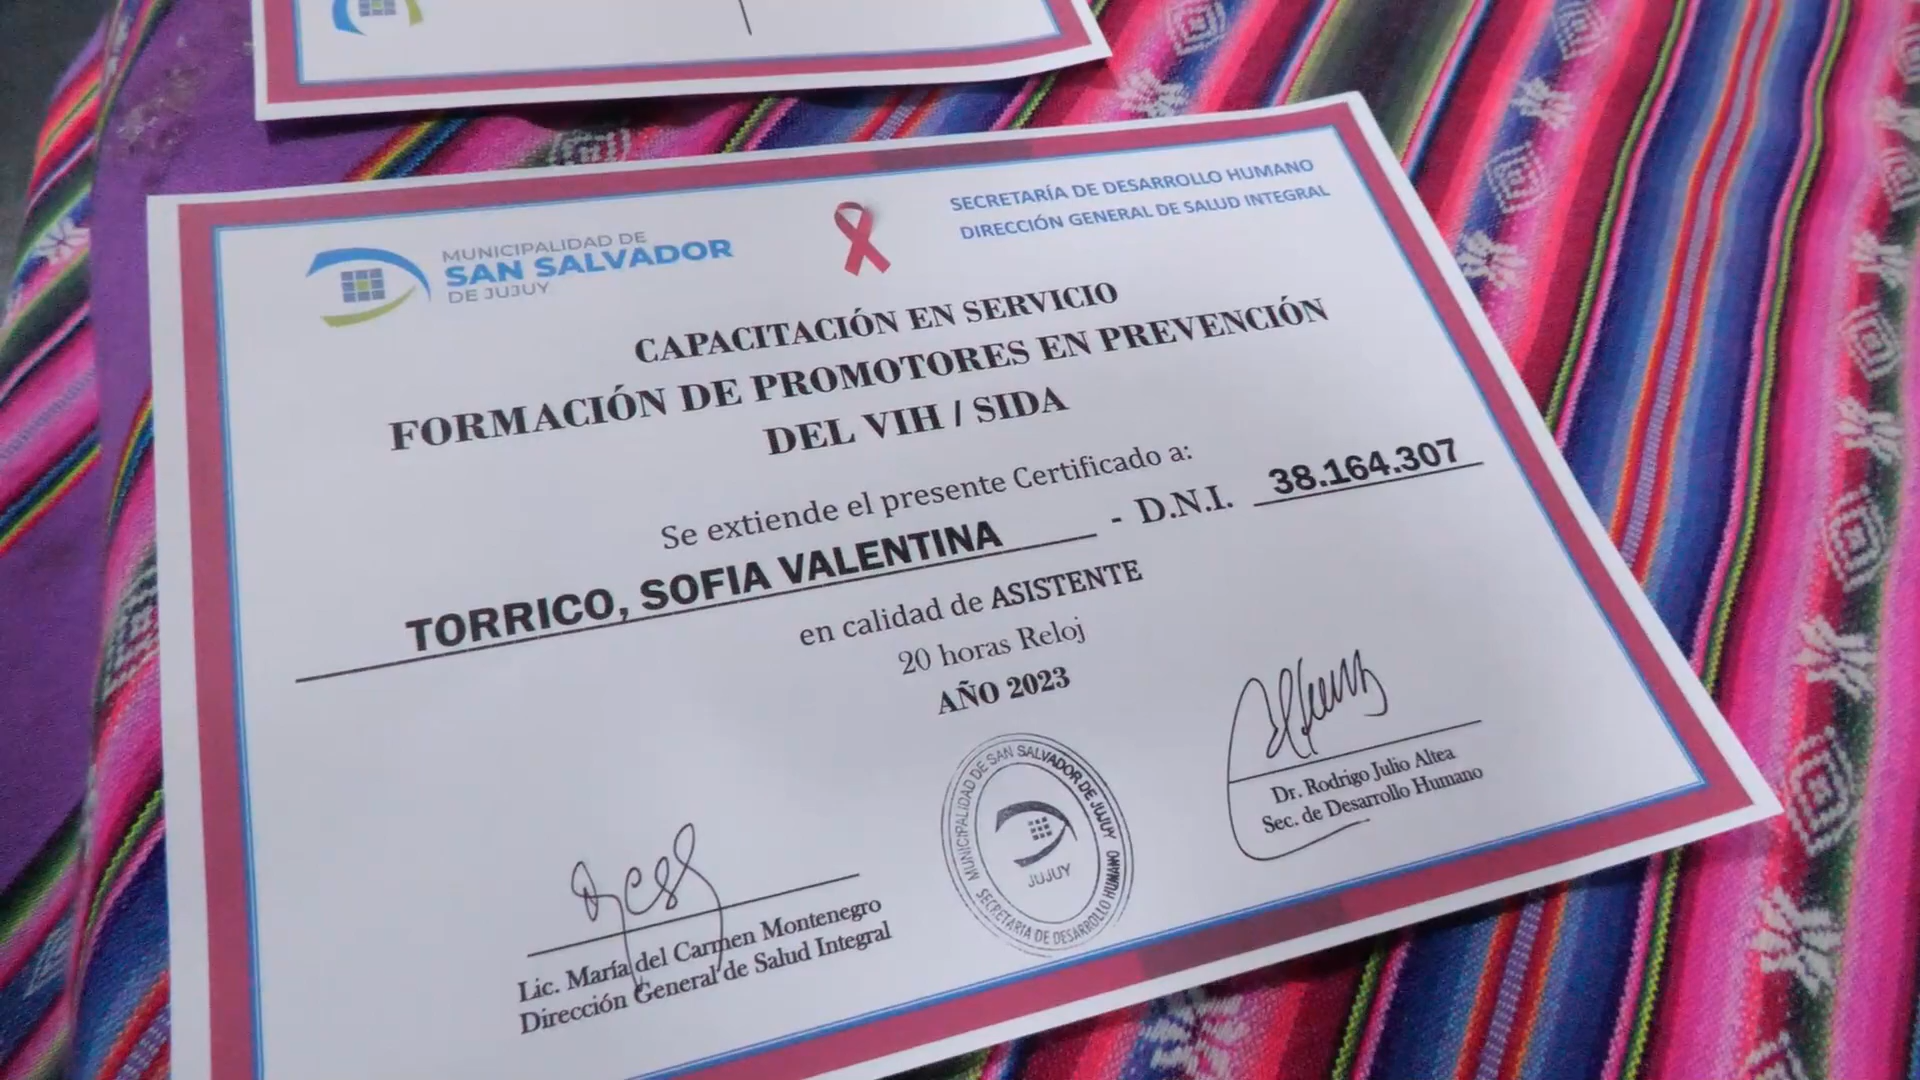 MUNICIPALIDAD DE
SAN SALVADOR
DE JUJUY
SECRETARÍA DE DESARROLLO HUMANO
DIRECCIÓN GENERAL DE SALUD INTEGRAL
CAPACITACIÓN EN SERVICIO
FORMACIÓN DE PROMOTORES EN PREVENCIÓN
DEL VIH / SIDA
Se extiende el presente Certificado a:
TORRICO, SOFIA VALENTINA - D.N.I. 38.164.307
en calidad de ASISTENTE
20 horas Reloj
AÑO 2023
Lic. María del Carmen Montenegro
Dirección General de Salud Integral
MUNICIPALIDAD DE SAN SALVADOR DE JUJUY
JUJUY
SECRETARIA DE DESARROLLO HUMANO
Dr. Rodrigo Julio Altea
Sec. de Desarrollo Humano